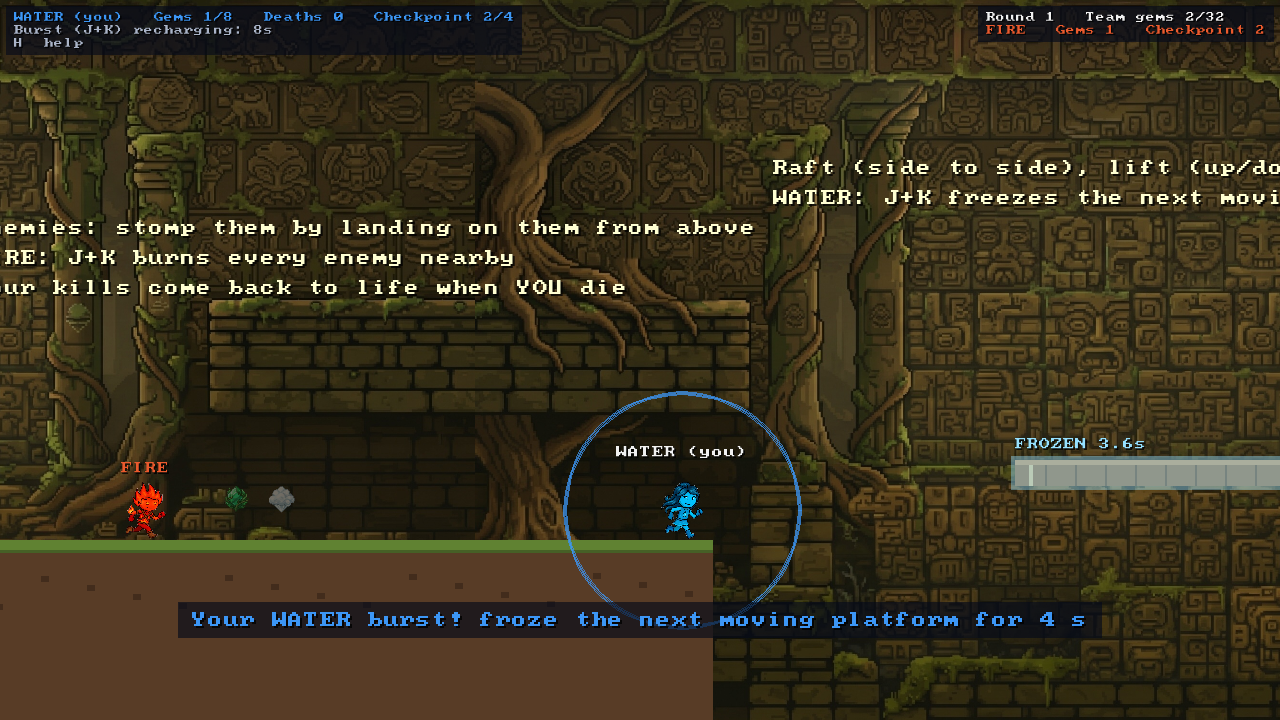 WATER (you)   Gems 1/8   Deaths 0   Checkpoint 2/4
Burst (J+K) recharging: 8s
H  help
Round 1   Team gems 2/32
FIRE   Gems 1   Checkpoint 2
Raft (side to side), lift (up/do
WATER: J+K freezes the next movi
nemies: stomp them by landing on them from above
RE: J+K burns every enemy nearby
ur kills come back to life when YOU die
FROZEN 3.6s
WATER (you)
FIRE
Your WATER burst! froze the next moving platform for 4 s